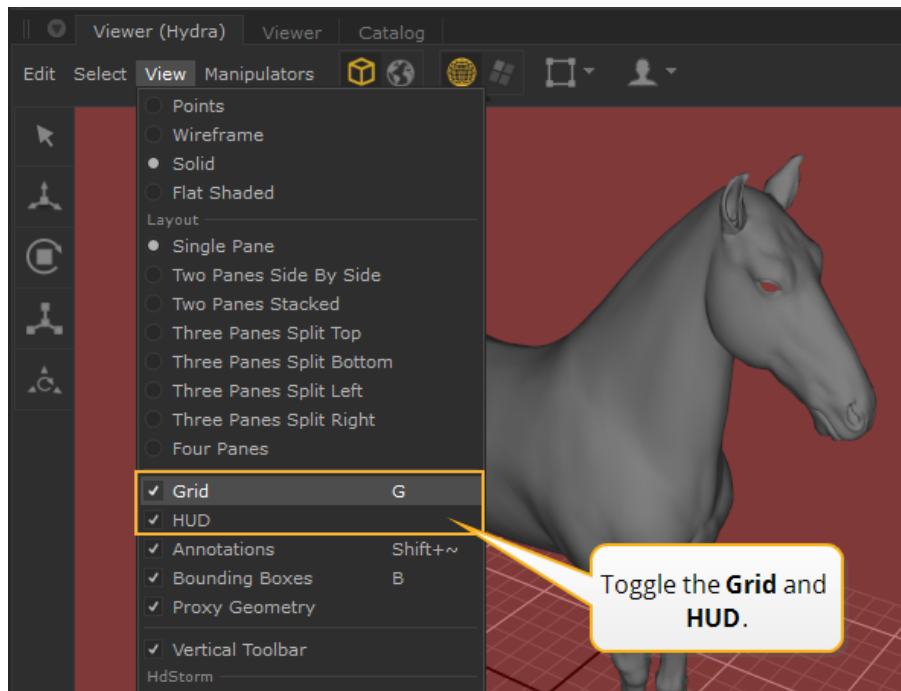 Viewer (Hydra) Viewer Catalog
Edit Select View Manipulators
Points
Wireframe
Solid
Flat Shaded
Layout
Single Pane
Two Panes Side By Side
Two Panes Stacked
Three Panes Split Top
Three Panes Split Bottom
Three Panes Split Left
Three Panes Split Right
Four Panes
Grid G
HUD
Annotations Shift+~
Bounding Boxes B
Proxy Geometry
Toggle the Grid and
HUD.
Vertical Toolbar
HdStorm